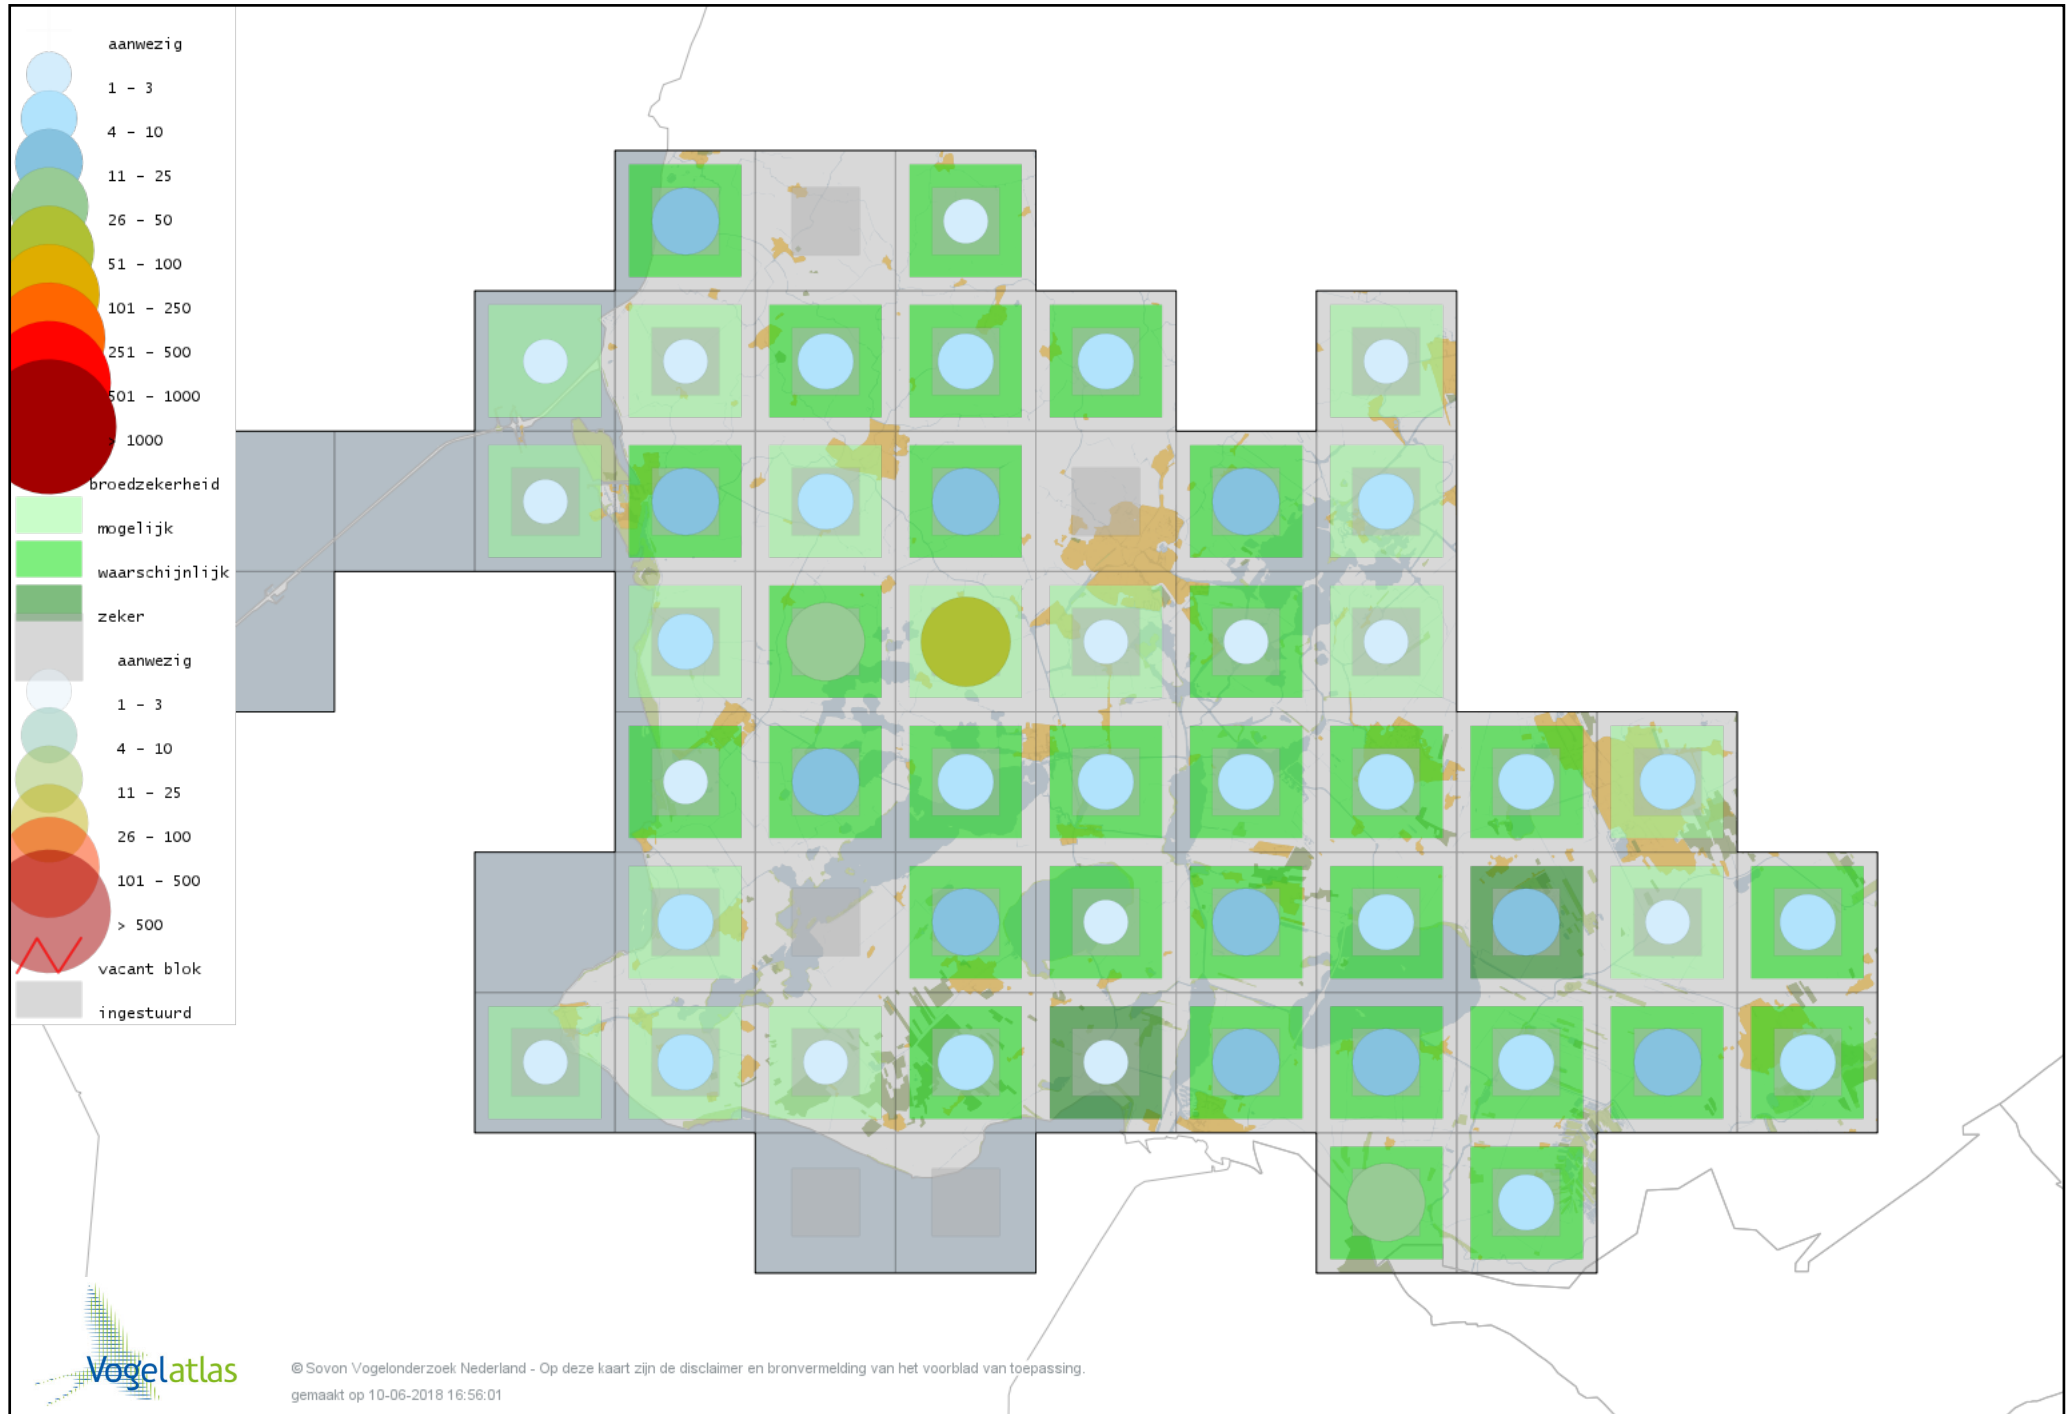 aanwezig
1 - 3
4 - 10
11 - 25
26 - 50
51 - 100
101 - 250
251 - 500
501 - 1000
> 1000
broedzekerheid
mogelijk
waarschijnlijk
zeker
aanwezig
1 - 3
4 - 10
11 - 25
26 - 100
101 - 500
> 500
vacant blok
ingestuurd
Vogelatlas
© Sovon Vogelonderzoek Nederland - Op deze kaart zijn de disclaimer en bronvermelding van het voorblad van toepassing.
gemaakt op 10-06-2018 16:56:01